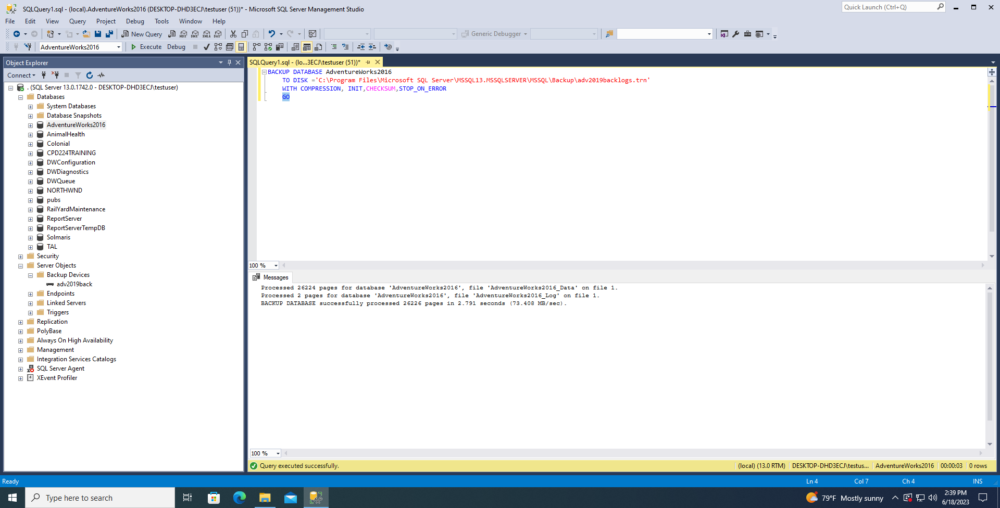 SQLQuery1.sql - (local).AdventureWorks2016 (DESKTOP-DHD3ECJ\testuser (51))* - Microsoft SQL Server Management Studio
Quick Launch (Ctrl+Q)
File Edit View Query Project Debug Tools Window Help
New Query MDX DMX XMLA DAX Generic Debugger
AdventureWorks2016 Execute Debug
Object Explorer
Connect
. (SQL Server 13.0.1742.0 - DESKTOP-DHD3ECJ\testuser)
Databases
System Databases
Database Snapshots
AdventureWorks2016
AnimalHealth
Colonial
CPD224TRAINING
DWConfiguration
DWDiagnostics
DWQueue
NORTHWND
pubs
RailYardMaintenance
ReportServer
ReportServerTempDB
Solmaris
TAL
Security
Server Objects
Backup Devices
adv2019back
Endpoints
Linked Servers
Triggers
Replication
PolyBase
Always On High Availability
Management
Integration Services Catalogs
SQL Server Agent
XEvent Profiler
SQLQuery1.sql - (lo...3ECJ\testuser (51))*
BACKUP DATABASE AdventureWorks2016
TO DISK ='C:\Program Files\Microsoft SQL Server\MSSQL13.MSSQLSERVER\MSSQL\Backup\adv2019backlogs.trn'
WITH COMPRESSION, INIT,CHECKSUM,STOP_ON_ERROR
GO
100 %
Messages
Processed 26224 pages for database 'AdventureWorks2016', file 'AdventureWorks2016_Data' on file 1.
Processed 2 pages for database 'AdventureWorks2016', file 'AdventureWorks2016_Log' on file 1.
BACKUP DATABASE successfully processed 26226 pages in 2.791 seconds (73.408 MB/sec).
100 %
Query executed successfully. (local) (13.0 RTM) DESKTOP-DHD3ECJ\testus... AdventureWorks2016 00:00:03 0 rows
Ready Ln 4 Col 7 Ch 4 INS
Type here to search
79°F Mostly sunny
2:39 PM
6/18/2023